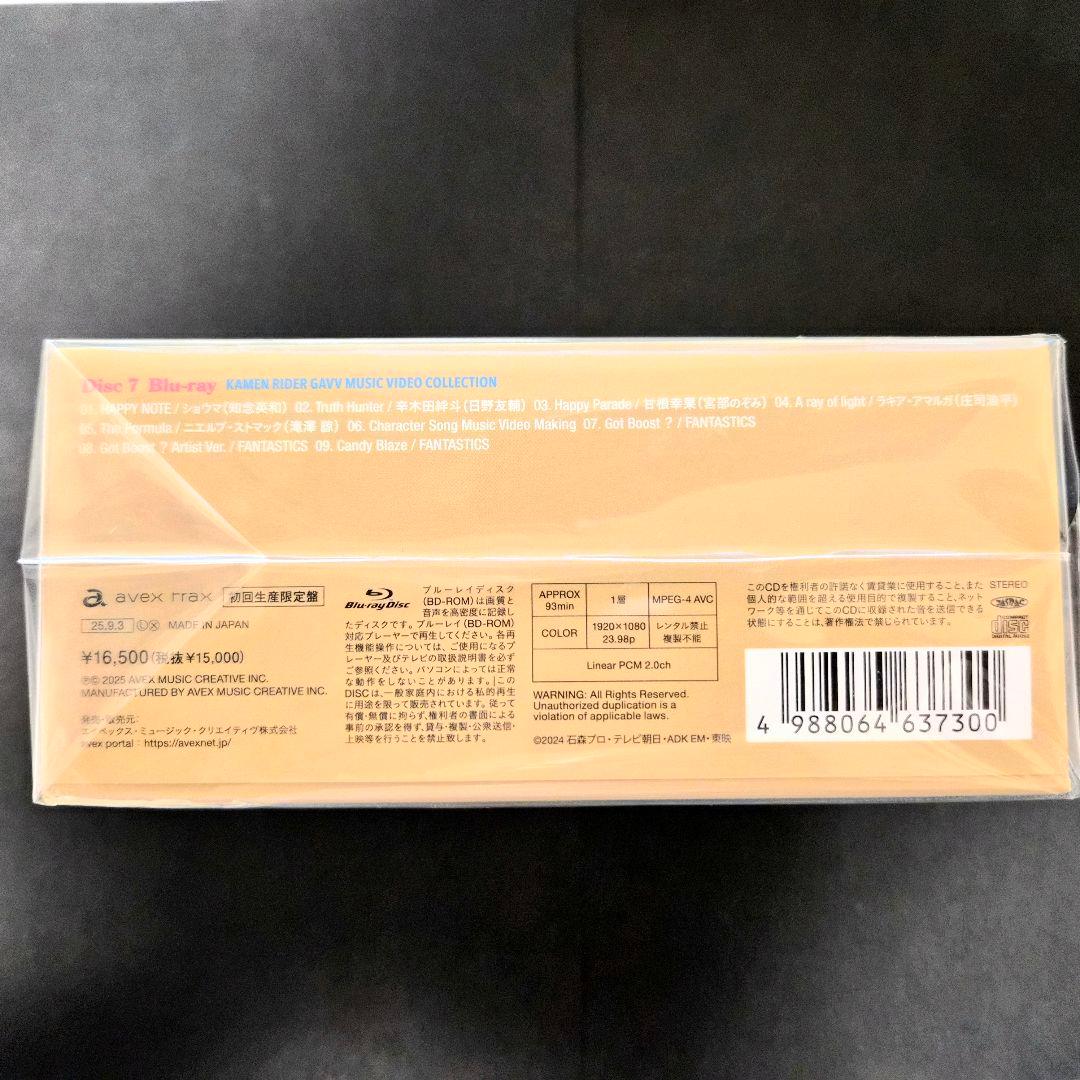 Disc 7 Blu-ray KAMEN RIDER GAVV MUSIC VIDEO COLLECTION
01. HAPPY NOTE / ショウマ(知念英和) 02. Truth Hunter / 辛木田絆斗(日野友輔) 03. Happy Parade / 甘根幸果(宮部のぞみ) 04. A ray of light / ラキア・アマルガ(庄司浩平)
05. The Formula / ニエルブ・ストマック(滝澤 諒) 06. Character Song Music Video Making 07. Got Boost ? / FANTASTICS
08. Got Boost ? Artist Ver. / FANTASTICS 09. Candy Blaze / FANTASTICS
a avex trax 初回生産限定盤
25.9.3 L X MADE IN JAPAN
¥16,500(税抜¥15,000)
Ⓟ© 2025 AVEX MUSIC CREATIVE INC.
MANUFACTURED BY AVEX MUSIC CREATIVE INC.
発売・販売元:
エイベックス・ミュージック・クリエイティヴ株式会社
avex portal : https://avexnet.jp/
Blu-ray Disc
ブルーレイディスク
(BD-ROM)は画質と
音声を高密度に記録し
たディスクです。ブルーレイ(BD-ROM)
対応プレーヤーで再生してください。各再
生機能操作については、ご使用になるプ
レーヤー及びテレビの取扱説明書を必ず
ご参照ください。パソコンによっては正常
な動作をしないことがあります。|この
DISCは、一般家庭内における私的再生
に用途を限って販売されています。従って
有償・無償に拘らず、権利者の書面による
事前の承認を得ず、貸与・複製・公衆送信・
上映等を行うことを禁止致します。
APPROX 93min
1層
MPEG-4 AVC
COLOR
1920×1080 23.98p
レンタル禁止 複製不能
Linear PCM 2.0ch
WARNING: All Rights Reserved.
Unauthorized duplication is a
violation of applicable laws.
©2024 石森プロ・テレビ朝日・ADK EM・東映
このCDを権利者の許諾なく賃貸業に使用すること、また
個人的な範囲を超える使用目的で複製すること、ネット
ワーク等を通じてこのCDに収録された音を送信できる
状態にすることは、著作権法で禁じられています。
STEREO
COMPACT
DISC
DIGITAL AUDIO
4 988064 637300